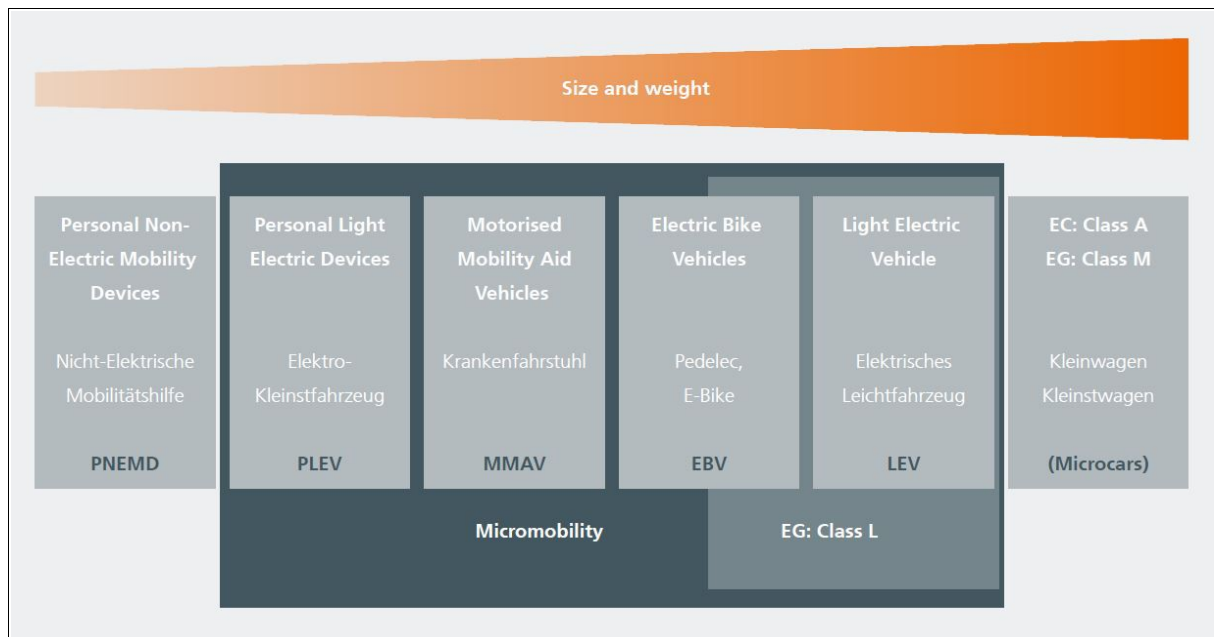 Size and weight
Personal Non-
Electric Mobility
Devices
Nicht-Elektrische
Mobilitätshilfe
PNEMD
Personal Light
Electric Devices
Elektro-
Kleinstfahrzeug
PLEV
Motorised
Mobility Aid
Vehicles
Krankenfahrstuhl
MMAV
Electric Bike
Vehicles
Pedelec,
E-Bike
EBV
Light Electric
Vehicle
Elektrisches
Leichtfahrzeug
LEV
EC: Class A
EG: Class M
Kleinwagen
Kleinstwagen
(Microcars)
Micromobility
EG: Class L